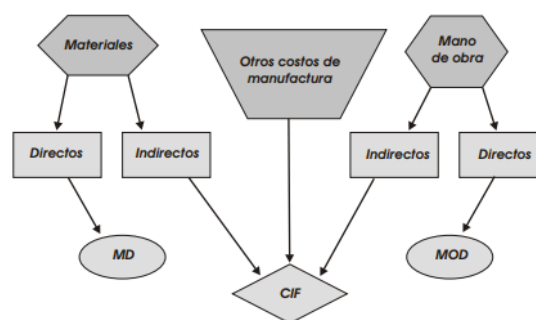 Materiales
Otros costos de
manufactura
Mano
de obra
Directos
Indirectos
Indirectos
Directos
MD
MOD
CIF